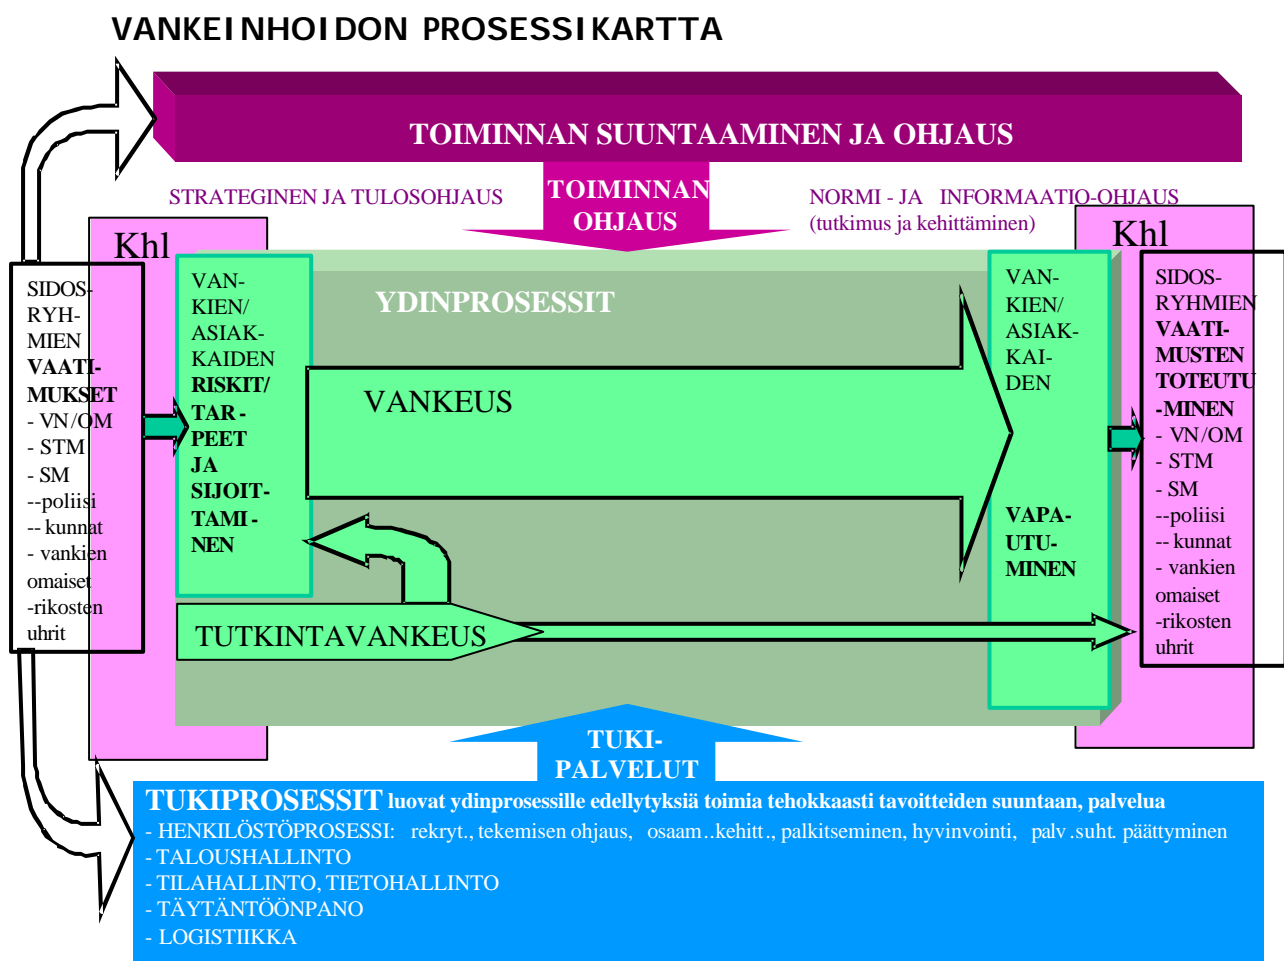 VANKEINHOIDON PROSESSIKARTTA
TOIMINNAN SUUNTAAMINEN JA OHJAUS
STRATEGINEN JA TULOSOHJAUS
TOIMINNAN
OHJAUS
NORMI - JA INFORMAATIO-OHJAUS
(tutkimus ja kehittäminen)
Khl
Khl
SIDOS-
RYH-
MIEN
VAATI-
MUKSET
- VN/OM
- STM
- SM
--poliisi
-- kunnat
- vankien
omaiset
-rikosten
uhrit
VAN-
KIEN/
ASIAK-
KAIDEN
RISKIT/
TAR-
PEET
JA
SIJOIT-
TAMI-
NEN
YDINPROSESSIT
VANKEUS
TUTKINTAVANKEUS
VAN-
KIEN/
ASIAK-
KAI-
DEN
VAPA-
UTU-
MINEN
SIDOS-
RYHMIEN
VAATI-
MUSTEN
TOTEUTU
-MINEN
- VN/OM
- STM
- SM
--poliisi
-- kunnat
- vankien
omaiset
-rikosten
uhrit
TUKI-
PALVELUT
TUKIPROSESSIT luovat ydinprosessille edellytyksiä toimia tehokkaasti tavoitteiden suuntaan, palvelua
- HENKILÖSTÖPROSESSI: rekryt., tekemisen ohjaus, osaam..kehitt., palkitseminen, hyvinvointi, palv.suht. päättyminen
- TALOUSHALLINTO
- TILAHALLINTO, TIETOHALLINTO
- TÄYTÄNTÖÖNPANO
- LOGISTIIKKA